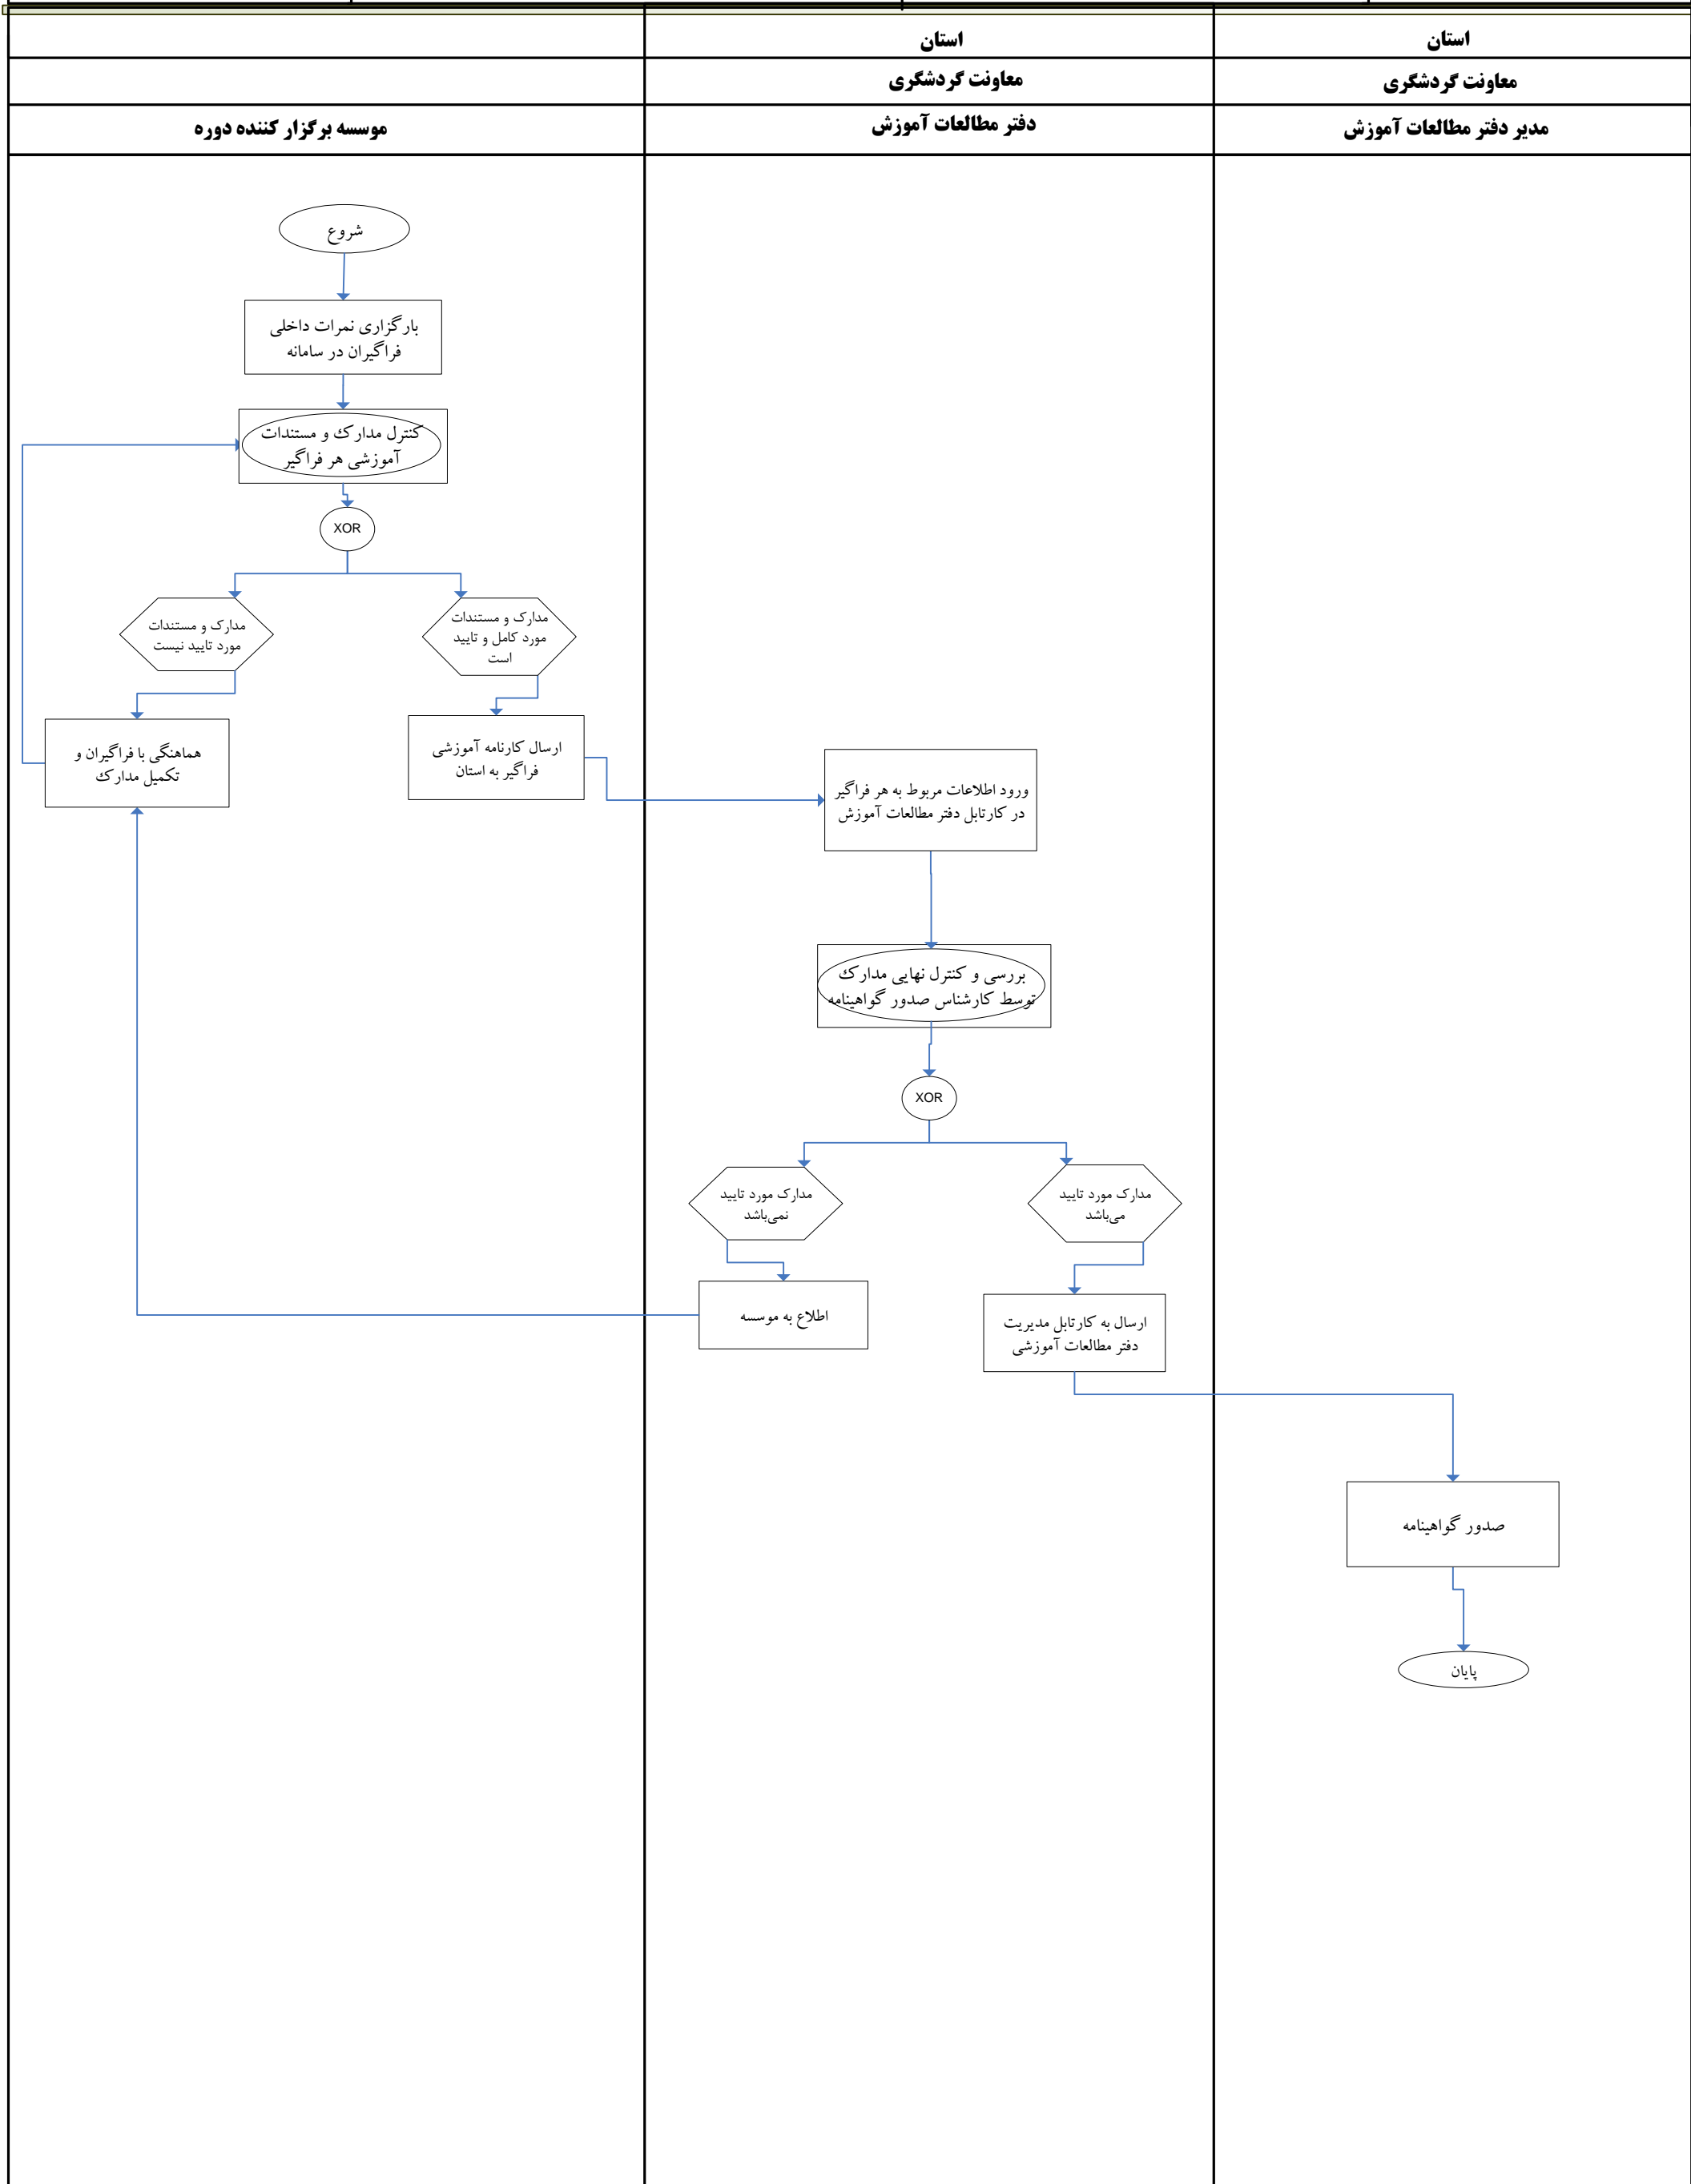 استان
استان
معاونت گردشگری
معاونت گردشگری
مدیر دفتر مطالعات آموزش
دفتر مطالعات آموزش
موسسه برگزار کننده دوره
شروع
بارگزاری نمرات داخلی
فراگیران در سامانه
کنترل مدارک و مستندات
آموزشی هر فراگیر
XOR
مدارک و مستندات
مورد کامل و تایید
است
مدارک و مستندات
مورد تایید نیست
ارسال کارنامه آموزشی
فراگیر به استان
هماهنگی با فراگیران و
تکمیل مدارک
ورود اطلاعات مربوط به هر فراگیر
در کارتابل دفتر مطالعات آموزش
بررسی و کنترل نهایی مدارک
توسط کارشناس صدور گواهینامه
XOR
مدارک مورد تایید
می‌باشد
مدارک مورد تایید
نمی‌باشد
اطلاع به موسسه
ارسال به کارتابل مدیریت
دفتر مطالعات آموزشی
صدور گواهینامه
پایان